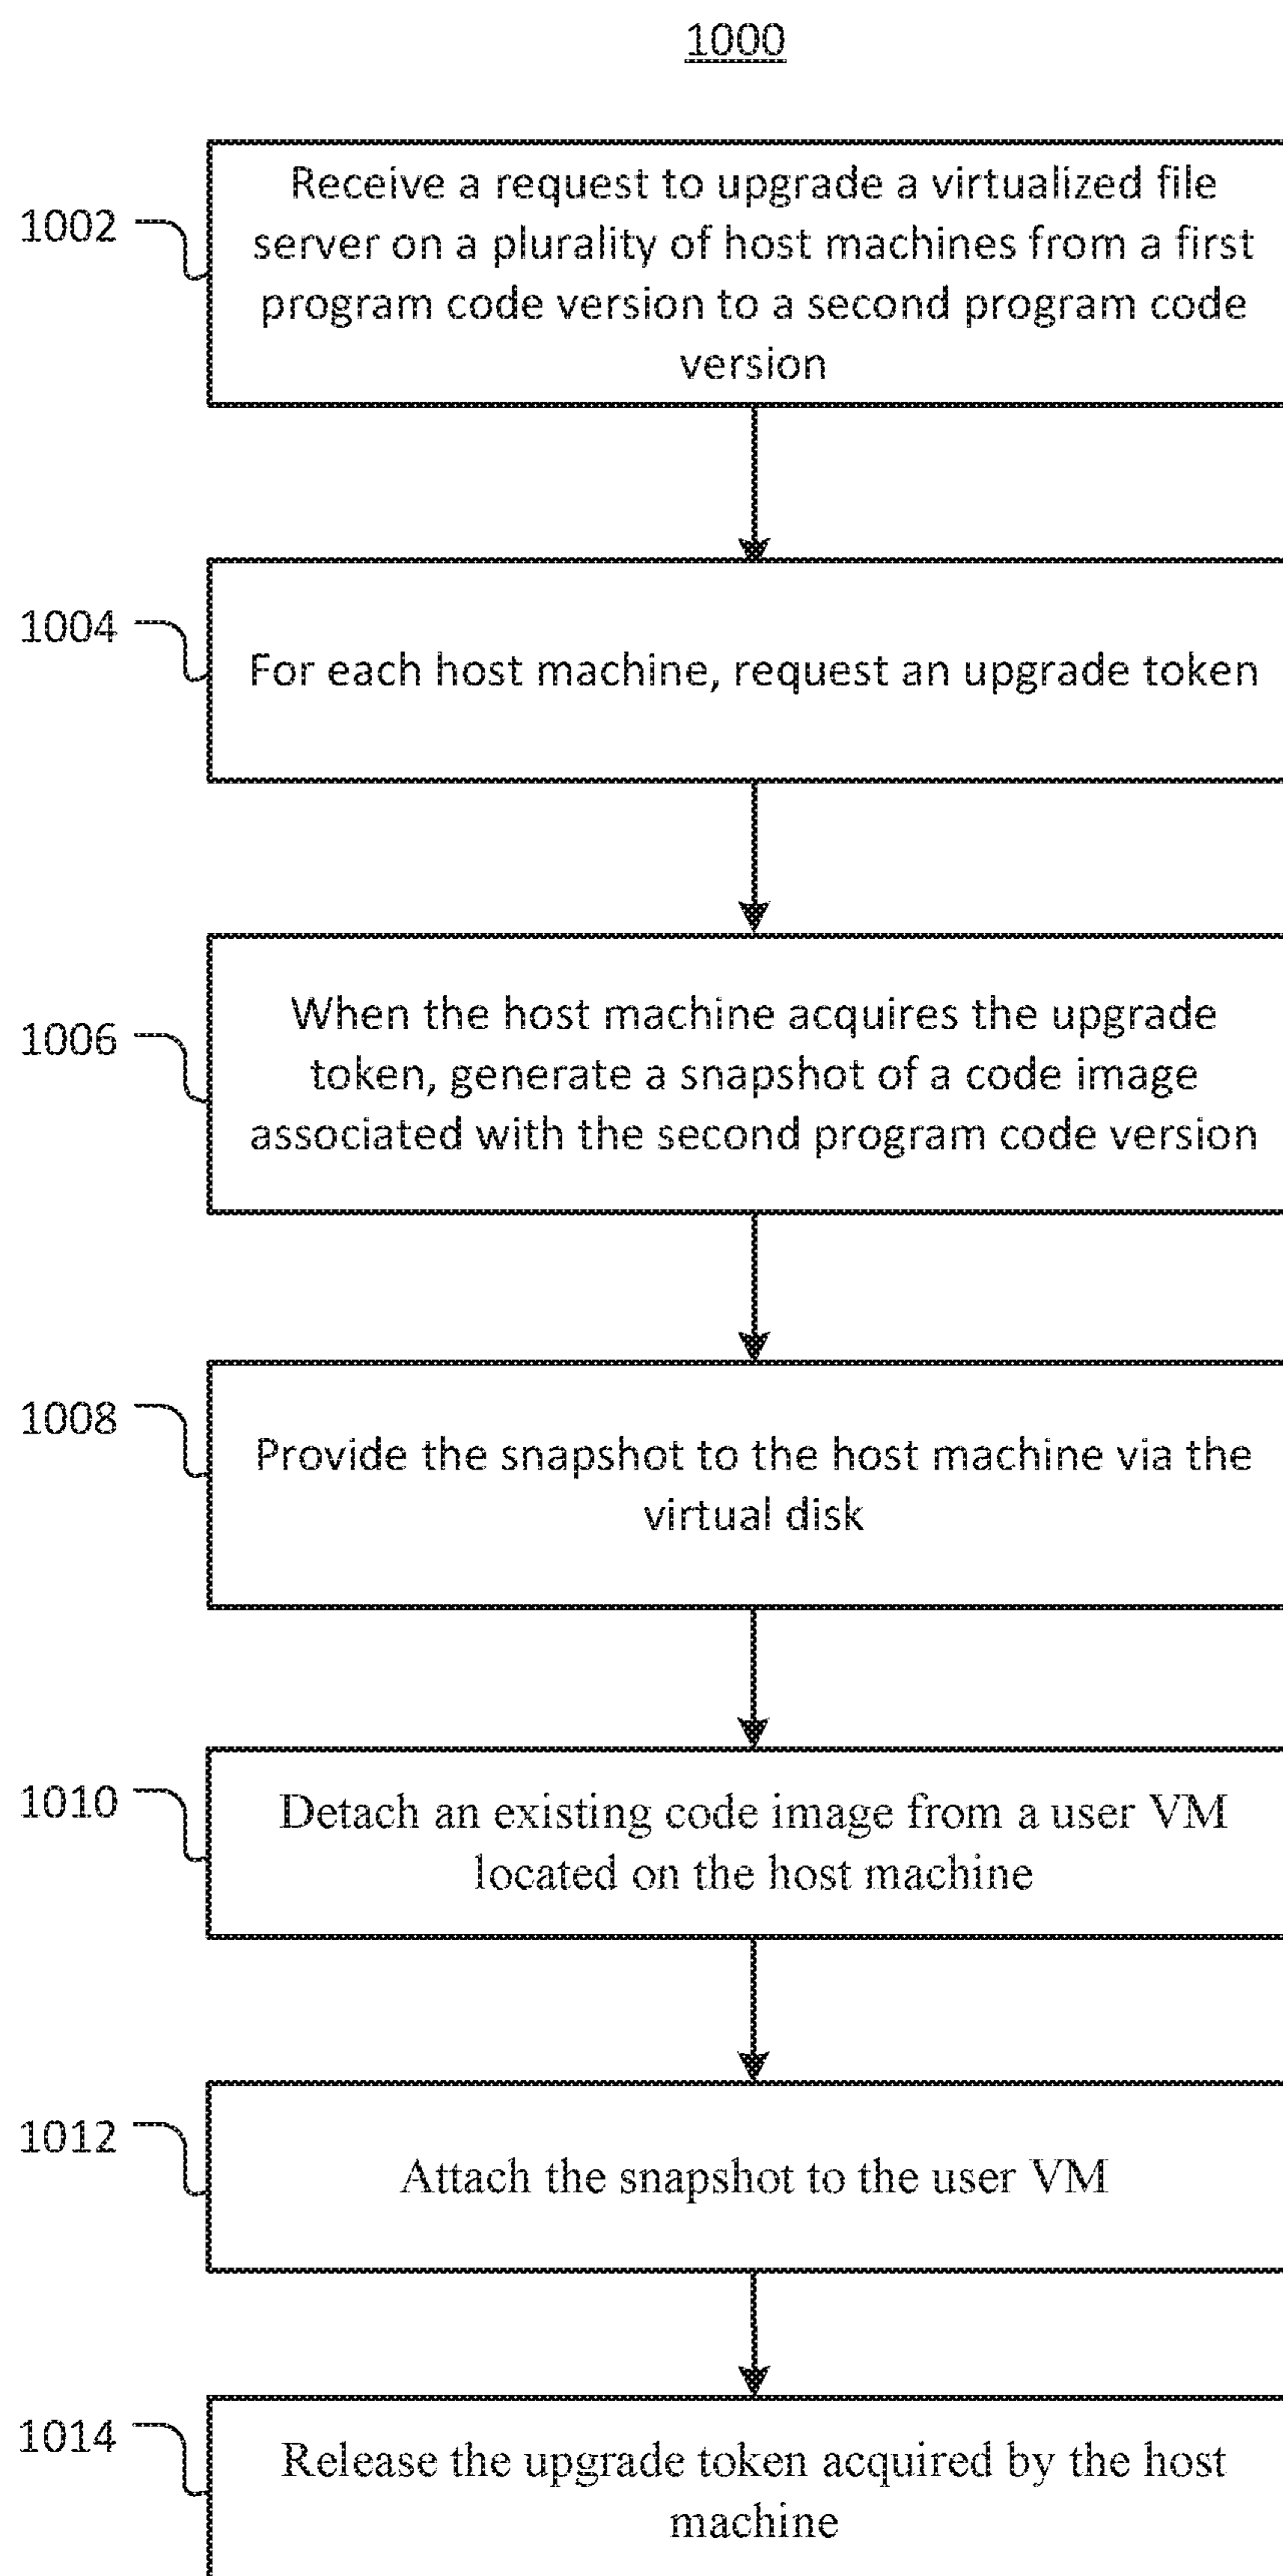 1000
1002
Receive a request to upgrade a virtualized file
server on a plurality of host machines from a first
program code version to a second program code
version
1004
For each host machine, request an upgrade token
1006
When the host machine acquires the upgrade
token, generate a snapshot of a code image
associated with the second program code version
1008
Provide the snapshot to the host machine via the
virtual disk
1010
Detach an existing code image from a user VM
located on the host machine
1012
Attach the snapshot to the user VM
1014
Release the upgrade token acquired by the host
machine